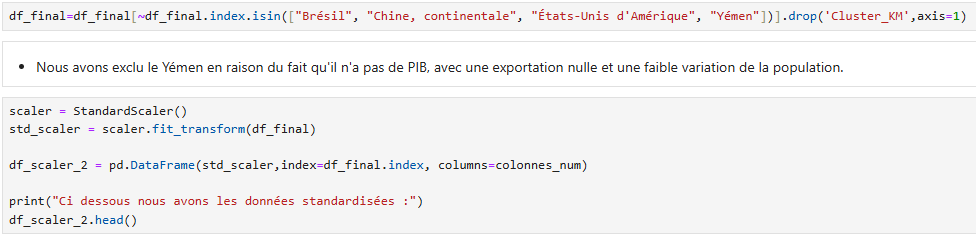 df_final=df_final[~df_final.index.isin(["Brésil", "Chine, continentale", "États-Unis d'Amérique", "Yémen"])].drop('Cluster_KM',axis=1)
• Nous avons exclu le Yémen en raison du fait qu'il n'a pas de PIB, avec une exportation nulle et une faible variation de la population.
scaler = StandardScaler()
std_scaler = scaler.fit_transform(df_final)
df_scaler_2 = pd.DataFrame(std_scaler,index=df_final.index, columns=colonnes_num)
print("Ci dessous nous avons les données standardisées :")
df_scaler_2.head()